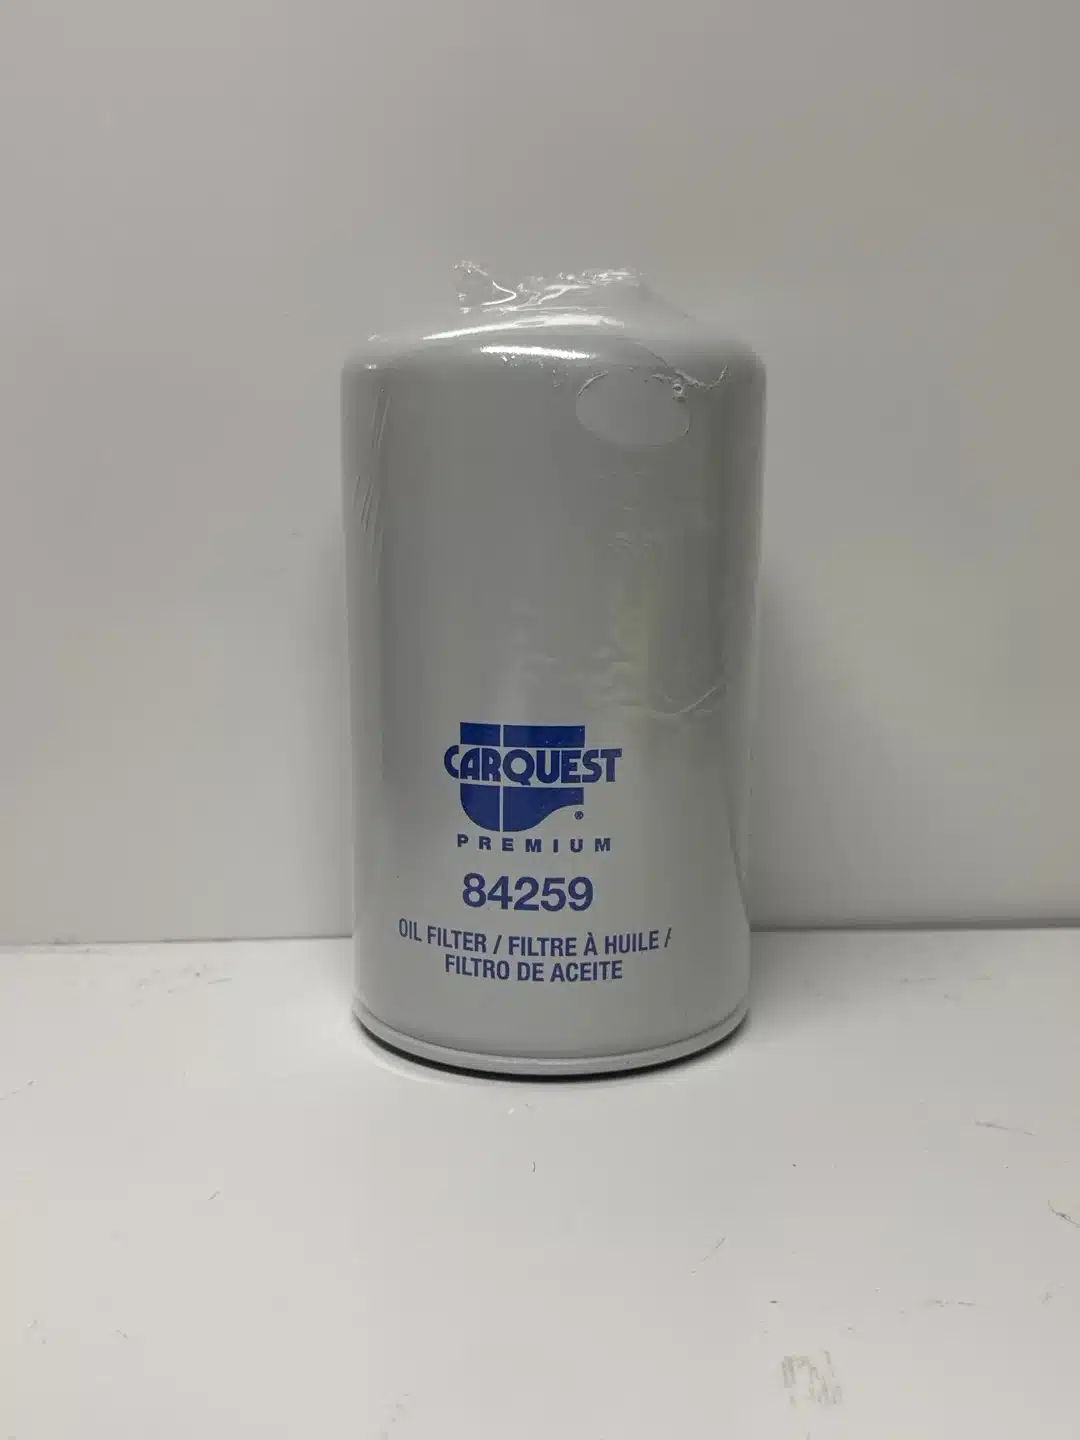 CARQUEST
®
PREMIUM
84259
OIL FILTER / FILTRE À HUILE /
FILTRO DE ACEITE